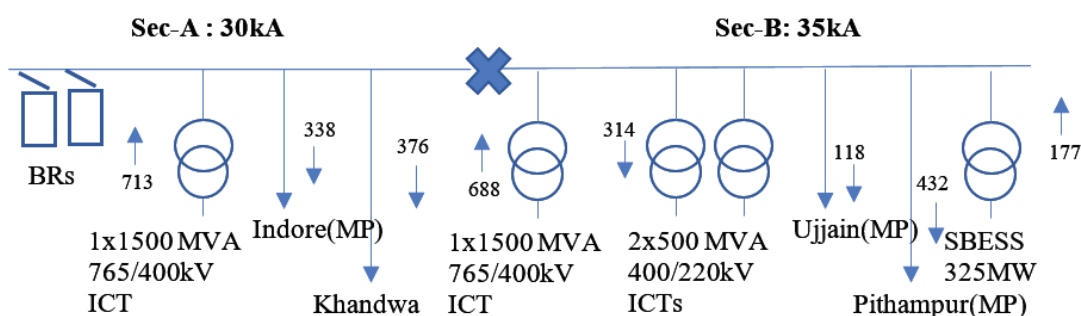 Sec-A : 30kA
Sec-B: 35kA
BRs
713
338
376
688
314
118
432
177
1x1500 MVA
765/400kV
ICT
Indore(MP)
Khandwa
1x1500 MVA
765/400kV
ICT
2x500 MVA
400/220kV
ICTs
Ujjain(MP)
Pithampur(MP)
SBESS
325MW